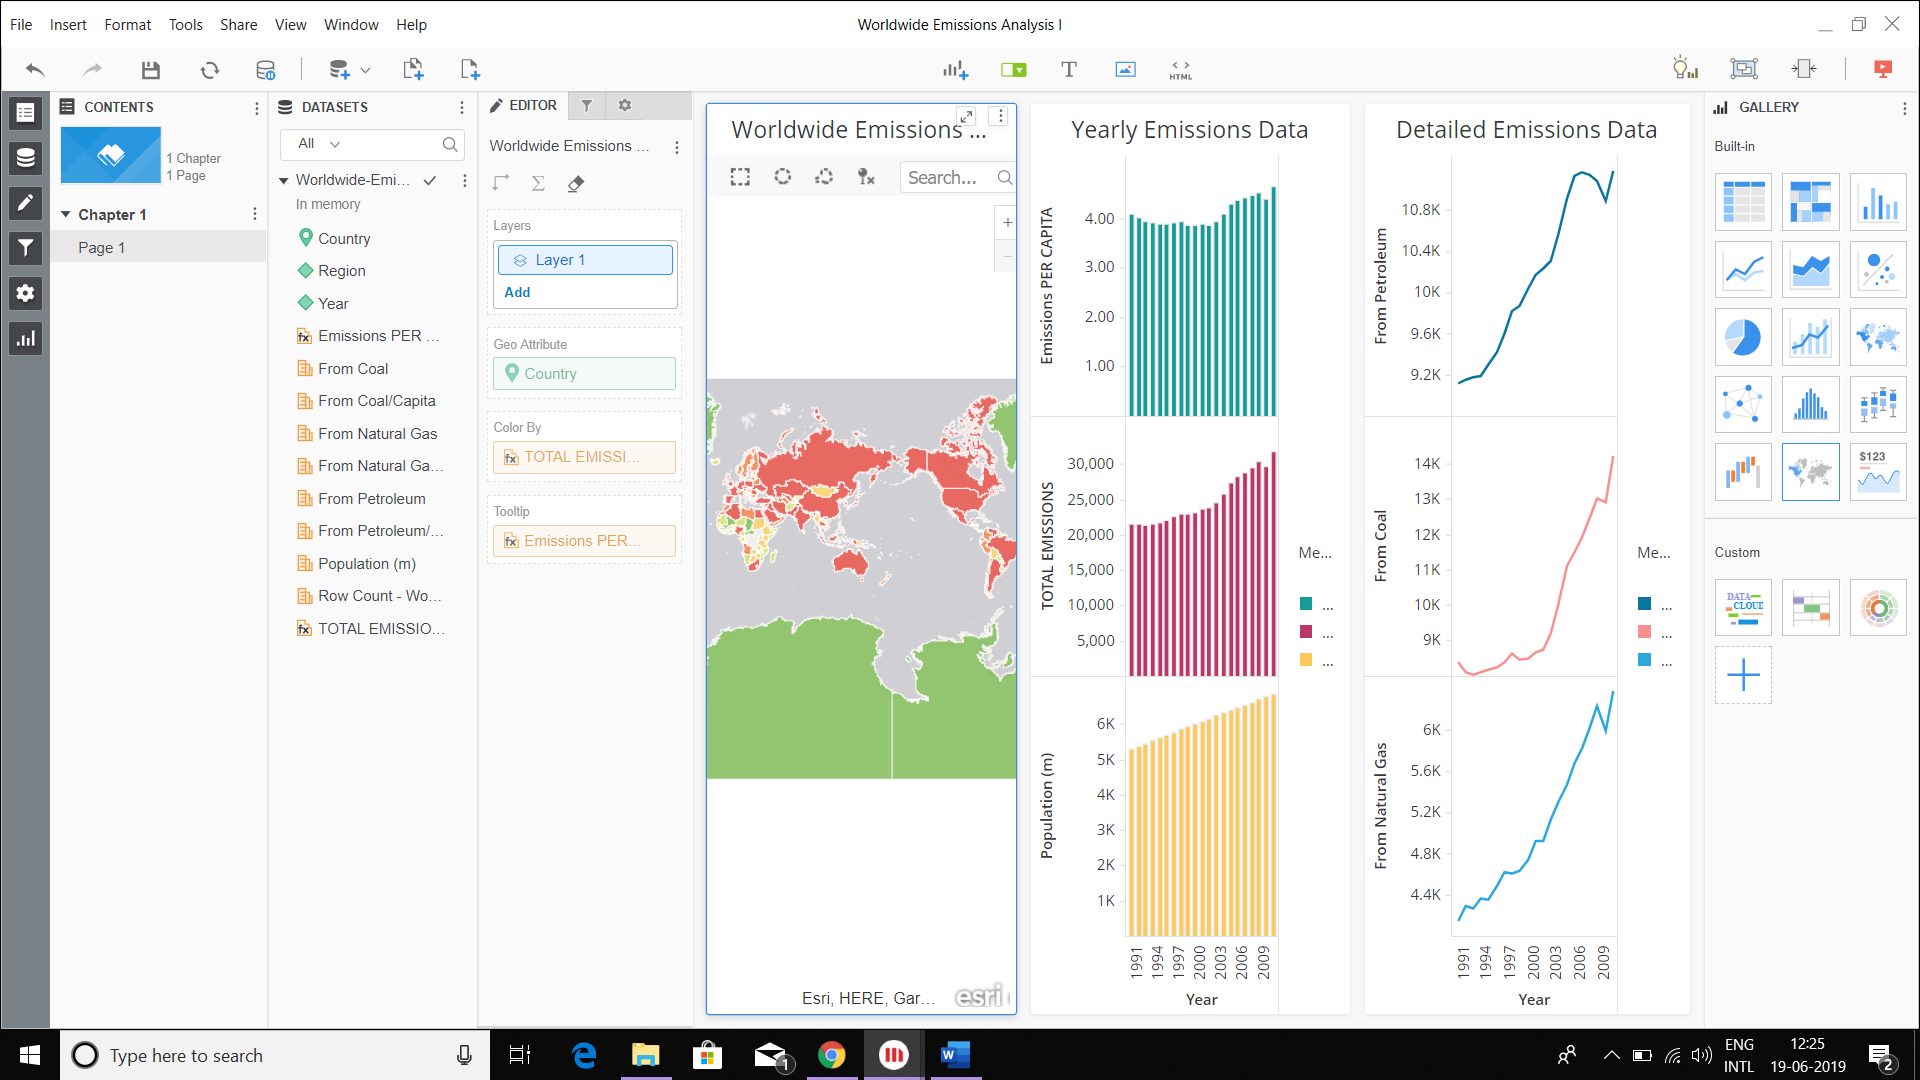 File Insert Format Tools Share View Window Help
Worldwide Emissions Analysis I
HTML
CONTENTS
1 Chapter
1 Page
Chapter 1
Page 1
DATASETS
All
Worldwide-Emi...
In memory
Country
Region
Year
Emissions PER ...
From Coal
From Coal/Capita
From Natural Gas
From Natural Ga...
From Petroleum
From Petroleum/...
Population (m)
Row Count - Wo...
TOTAL EMISSIO...
EDITOR
Worldwide Emissions ...
Layers
Layer 1
Add
Geo Attribute
Country
Color By
TOTAL EMISSI...
Tooltip
Emissions PER...
Worldwide Emissions ...
Search...
+
−
Esri, HERE, Gar...
esri
Yearly Emissions Data
Emissions PER CAPITA
4.00
3.00
2.00
1.00
TOTAL EMISSIONS
30,000
25,000
20,000
15,000
10,000
5,000
Population (m)
6K
5K
4K
3K
2K
1K
1991 1994 1997 2000 2003 2006 2009
Year
Me...
...
...
...
Detailed Emissions Data
From Petroleum
10.8K
10.4K
10K
9.6K
9.2K
From Coal
14K
13K
12K
11K
10K
9K
From Natural Gas
6K
5.6K
5.2K
4.8K
4.4K
1991 1994 1997 2000 2003 2006 2009
Year
Me...
...
...
...
GALLERY
Built-in
$123
Custom
DATA
CLOUD
Type here to search
1
W
ENG
INTL
12:25
19-06-2019
2